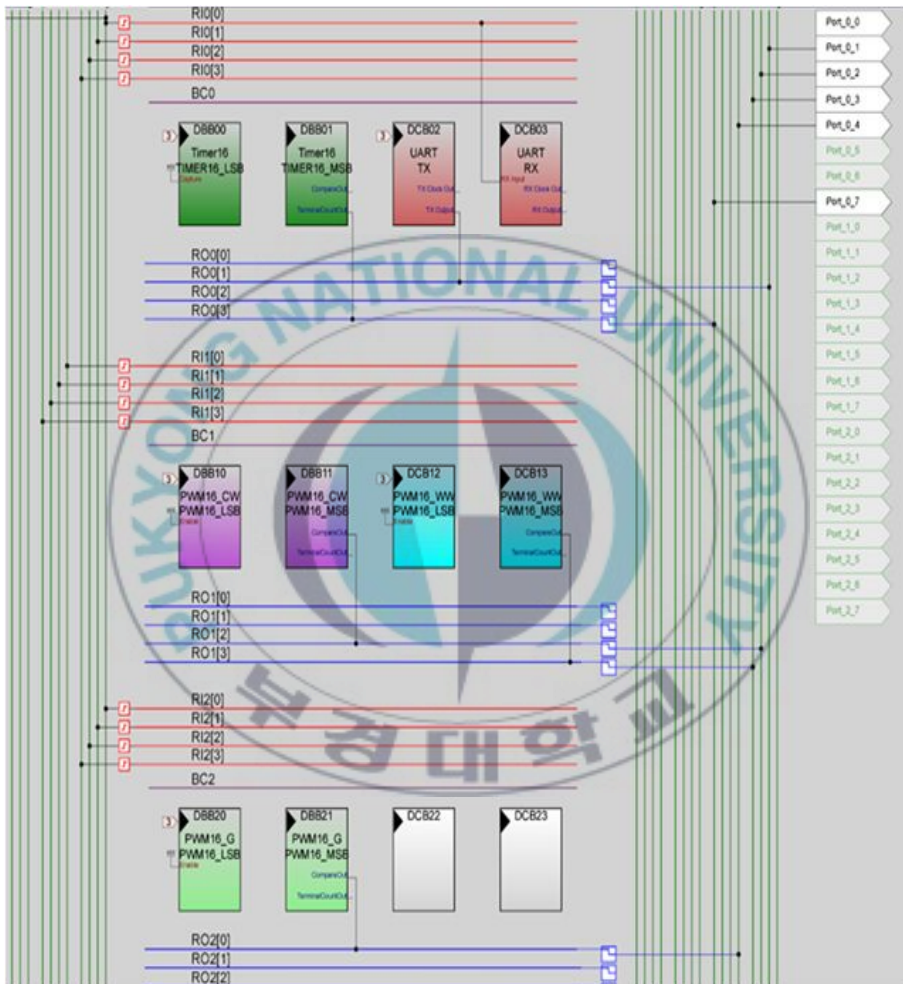 RI0[0]
RI0[1]
RI0[2]
RI0[3]
BC0
DBB00
Timer16
TIMER16_LSB
Capture
DBB01
Timer16
TIMER16_MSB
CompareOut
TerminalCountOut
DCB02
UART
TX
TX Clock Out
TX Output
DCB03
UART
RX
RX Input
RX Clock Out
RX Output
RO0[0]
RO0[1]
RO0[2]
RO0[3]
RI1[0]
RI1[1]
RI1[2]
RI1[3]
BC1
DBB10
PWM16_CW
PWM16_LSB
Enable
DBB11
PWM16_CW
PWM16_MSB
CompareOut
TerminalCountOut
DCB12
PWM16_WW
PWM16_LSB
Enable
DCB13
PWM16_WW
PWM16_MSB
CompareOut
TerminalCountOut
RO1[0]
RO1[1]
RO1[2]
RO1[3]
RI2[0]
RI2[1]
RI2[2]
RI2[3]
BC2
DBB20
PWM16_G
PWM16_LSB
Enable
DBB21
PWM16_G
PWM16_MSB
CompareOut
TerminalCountOut
DCB22
DCB23
RO2[0]
RO2[1]
RO2[2]
Port_0_0
Port_0_1
Port_0_2
Port_0_3
Port_0_4
Port_0_5
Port_0_6
Port_0_7
Port_1_0
Port_1_1
Port_1_2
Port_1_3
Port_1_4
Port_1_5
Port_1_6
Port_1_7
Port_2_0
Port_2_1
Port_2_2
Port_2_3
Port_2_4
Port_2_5
Port_2_6
Port_2_7
PUKYONG NATIONAL UNIVERSITY
부경대학교